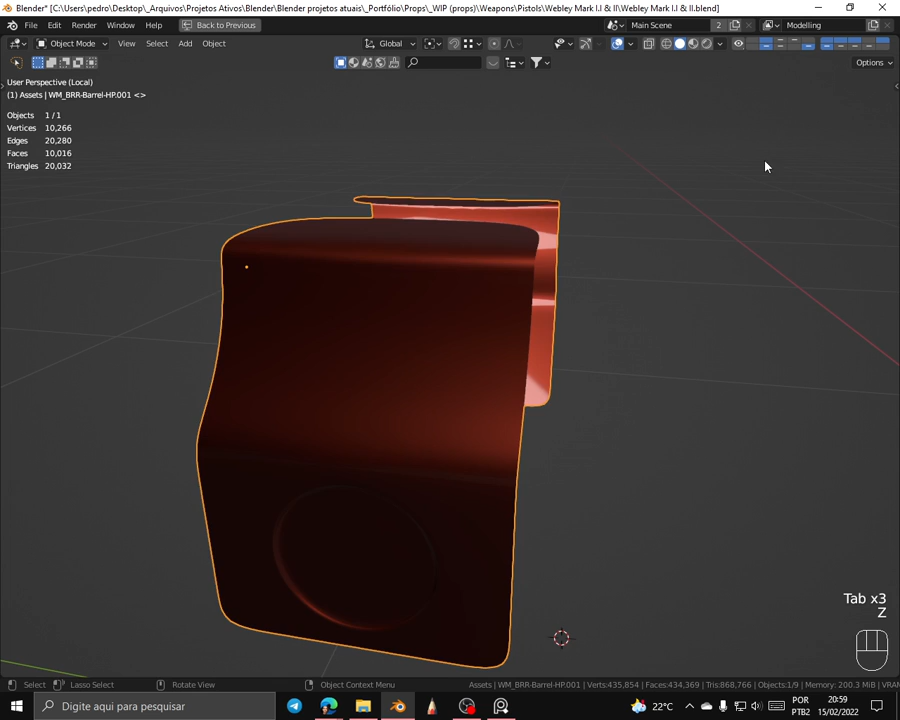 Blender* [C:\Users\pedro\Desktop\_Arquivos\Projetos Ativos\Blender\Blender projetos atuais\_Portfólio\Props\_WIP (props)\Weapons\Pistols\Webley Mark I.I & II\Webley Mark I.I & II.blend]
File Edit Render Window Help Back to Previous Main Scene 2 Modelling
Object Mode View Select Add Object Global
Options
User Perspective (Local)
(1) Assets | WM_BRR-Barrel-HP.001 <>
Objects 1/1
Vertices 10,266
Edges 20,280
Faces 10,016
Triangles 20,032
Tab x3
Z
Select Lasso Select Rotate View Object Context Menu Assets | WM_BRR-Barrel-HP.001 | Verts:435,854 | Faces:434,369 | Tris:868,766 | Objects:1/9 | Memory: 200.3 MiB | VRAM
Digite aqui para pesquisar 22°C POR PTB2 20:59 15/02/2022